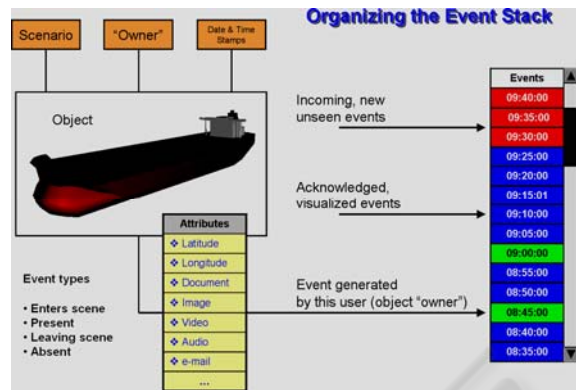 Organizing the Event Stack
Scenario
"Owner"
Date & Time
Stamps
Object
Attributes
❖ Latitude
❖ Longitude
❖ Document
❖ Image
❖ Video
❖ Audio
❖ e-mail
...
Event types
• Enters scene
• Present
• Leaving scene
• Absent
Incoming, new
unseen events
Acknowledged,
visualized events
Event generated
by this user (object "owner")
Events
09:40:00
09:35:00
09:30:00
09:25:00
09:20:00
09:15:01
09:10:00
09:05:00
09:00:00
08:55:00
08:50:00
08:45:00
08:40:00
08:35:00